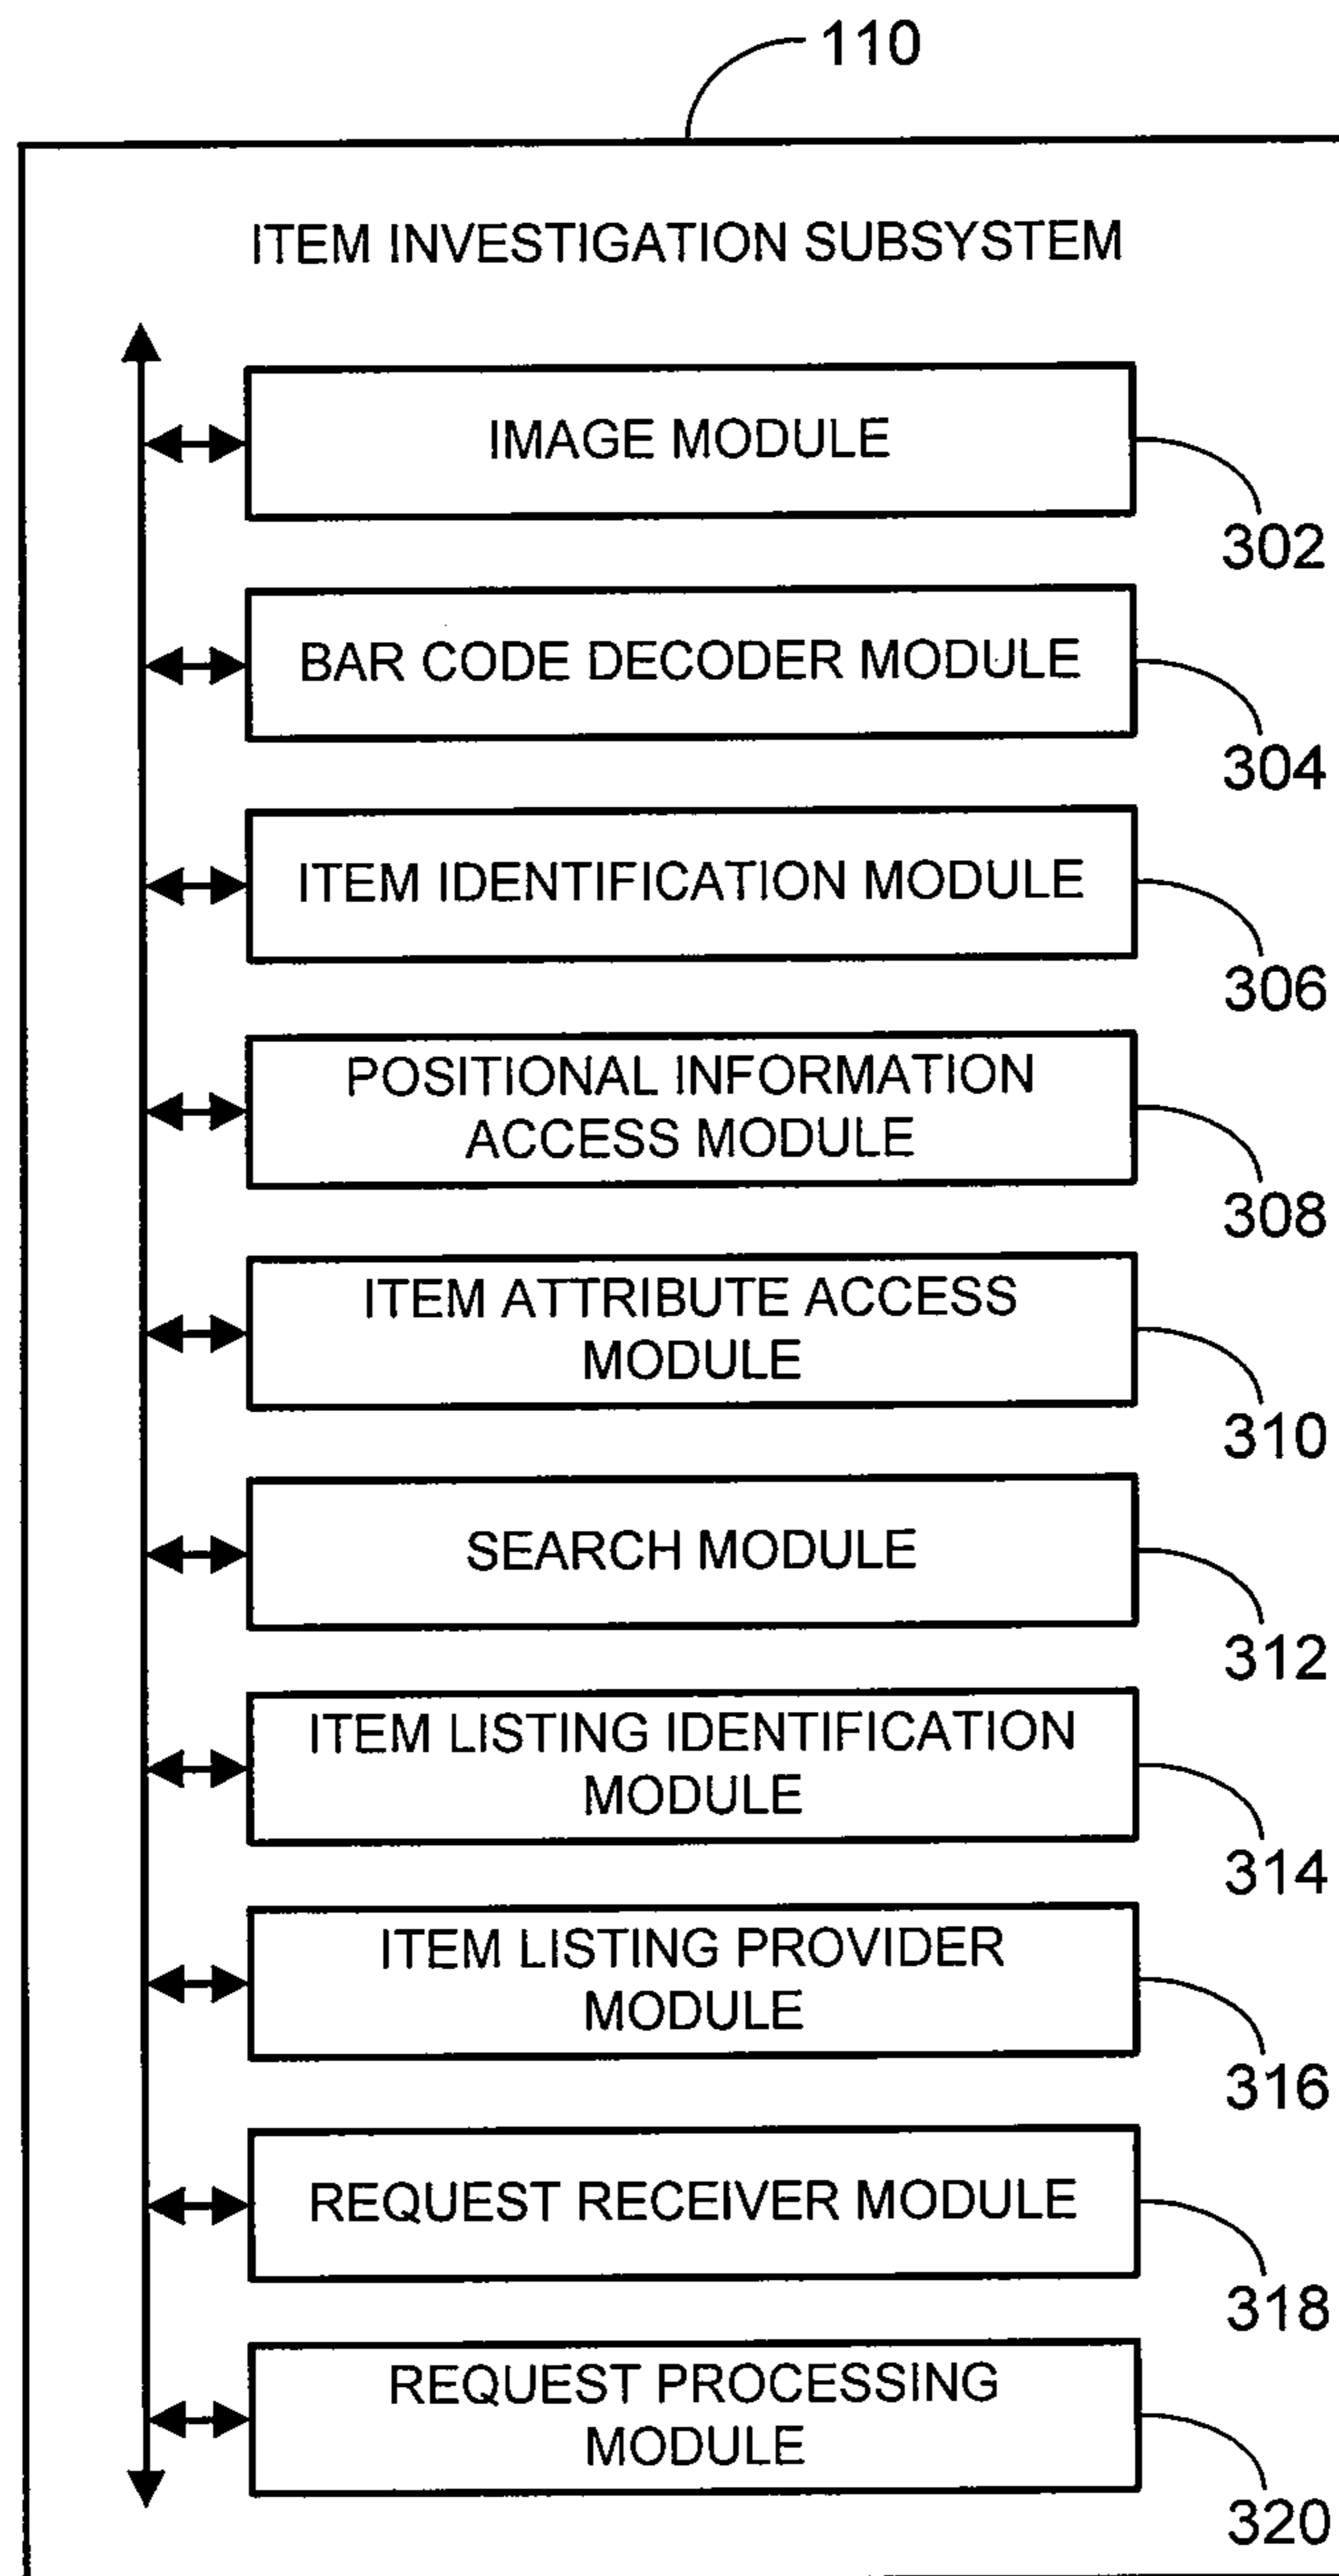 110
ITEM INVESTIGATION SUBSYSTEM
IMAGE MODULE
302
BAR CODE DECODER MODULE
304
ITEM IDENTIFICATION MODULE
306
POSITIONAL INFORMATION
ACCESS MODULE
308
ITEM ATTRIBUTE ACCESS
MODULE
310
SEARCH MODULE
312
ITEM LISTING IDENTIFICATION
MODULE
314
ITEM LISTING PROVIDER
MODULE
316
REQUEST RECEIVER MODULE
318
REQUEST PROCESSING
MODULE
320